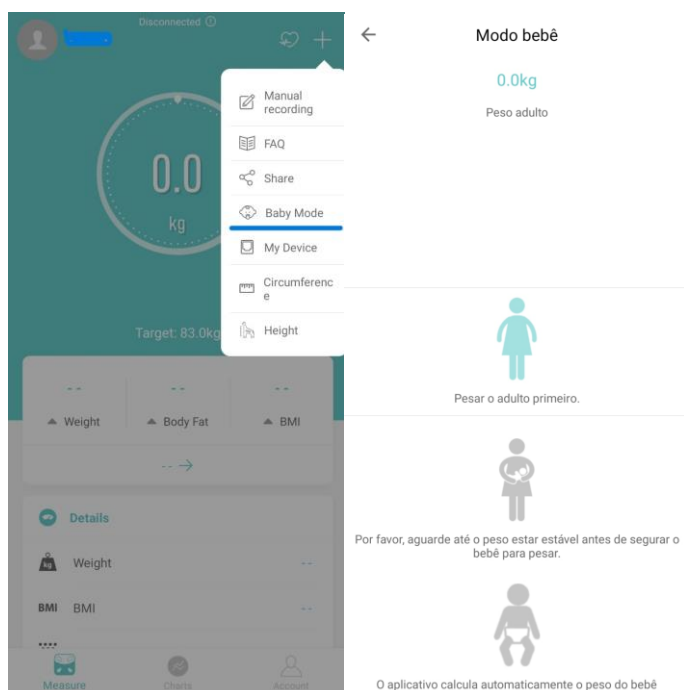 Disconnected
0.0
kg
Target: 83.0kg
Manual
recording
FAQ
Share
Baby Mode
My Device
Circumferenc
e
Height
-- -- --
Weight Body Fat BMI
--
Details
kg Weight --
BMI BMI --
Measure Charts Account
Modo bebê
0.0kg
Peso adulto
Pesar o adulto primeiro.
Por favor, aguarde até o peso estar estável antes de segurar o
bebê para pesar.
O aplicativo calcula automaticamente o peso do bebê